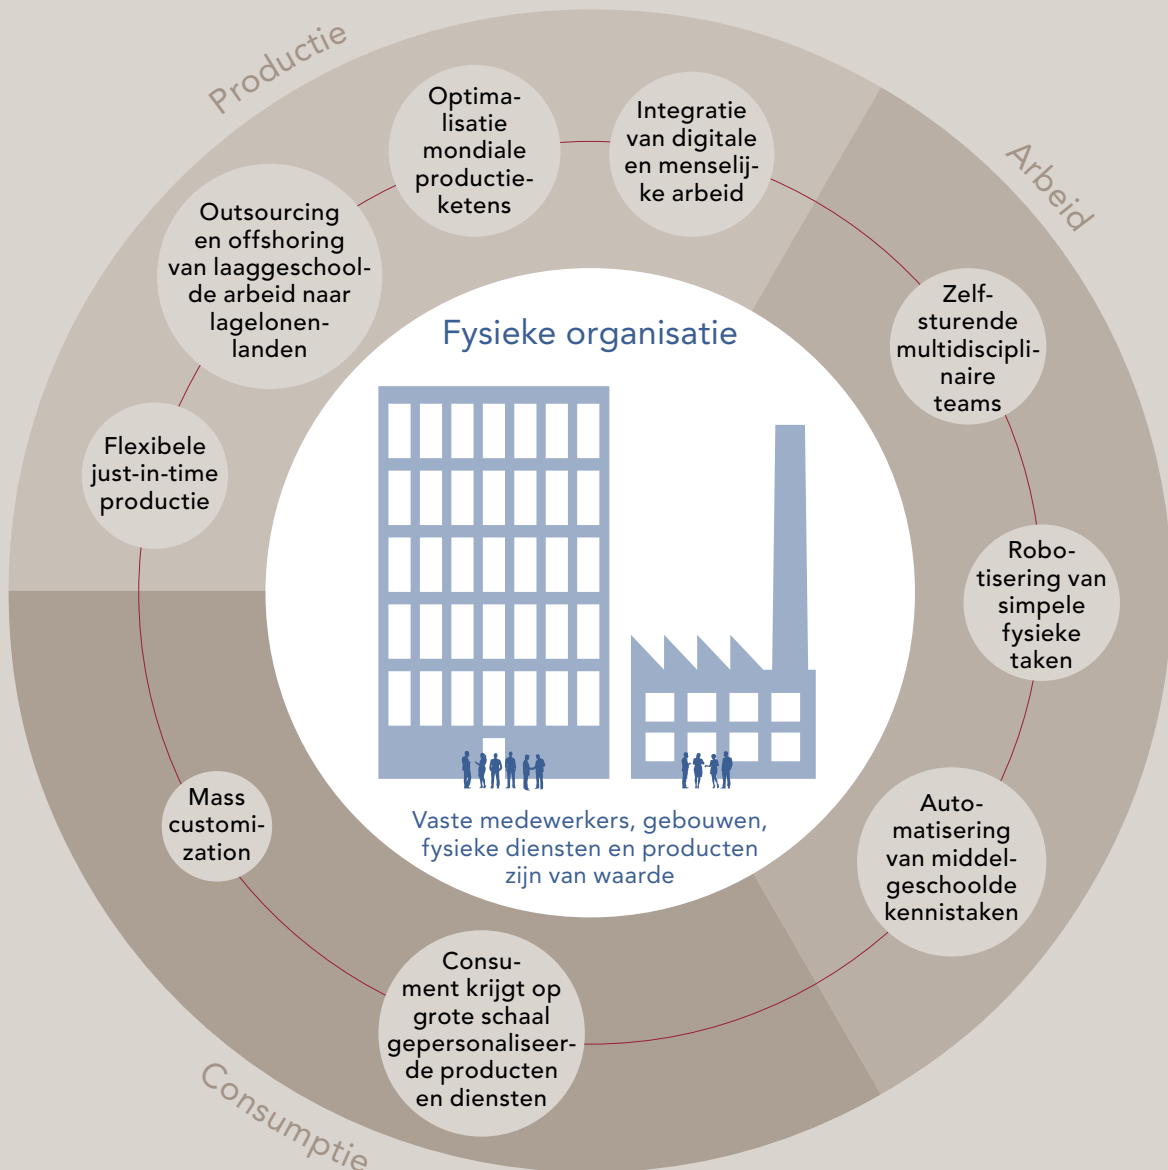 Productie
Optima-
lisatie
mondiale
productie-
ketens
Integratie
van digitale
en menselij-
ke arbeid
Arbeid
Outsourcing
en offshoring
van laaggeschool-
de arbeid naar
lagelonen-
landen
Zelf-
sturende
multidiscipli-
naire
teams
Fysieke organisatie
Flexibele
just-in-time
productie
Robo-
tisering van
simpele
fysieke
taken
Mass
customi-
zation
Auto-
matisering
van middel-
geschoolde
kennistaken
Vaste medewerkers, gebouwen,
fysieke diensten en producten
zijn van waarde
Consu-
ment krijgt op
grote schaal
gepersonaliseer-
de producten
en diensten
Consumptie